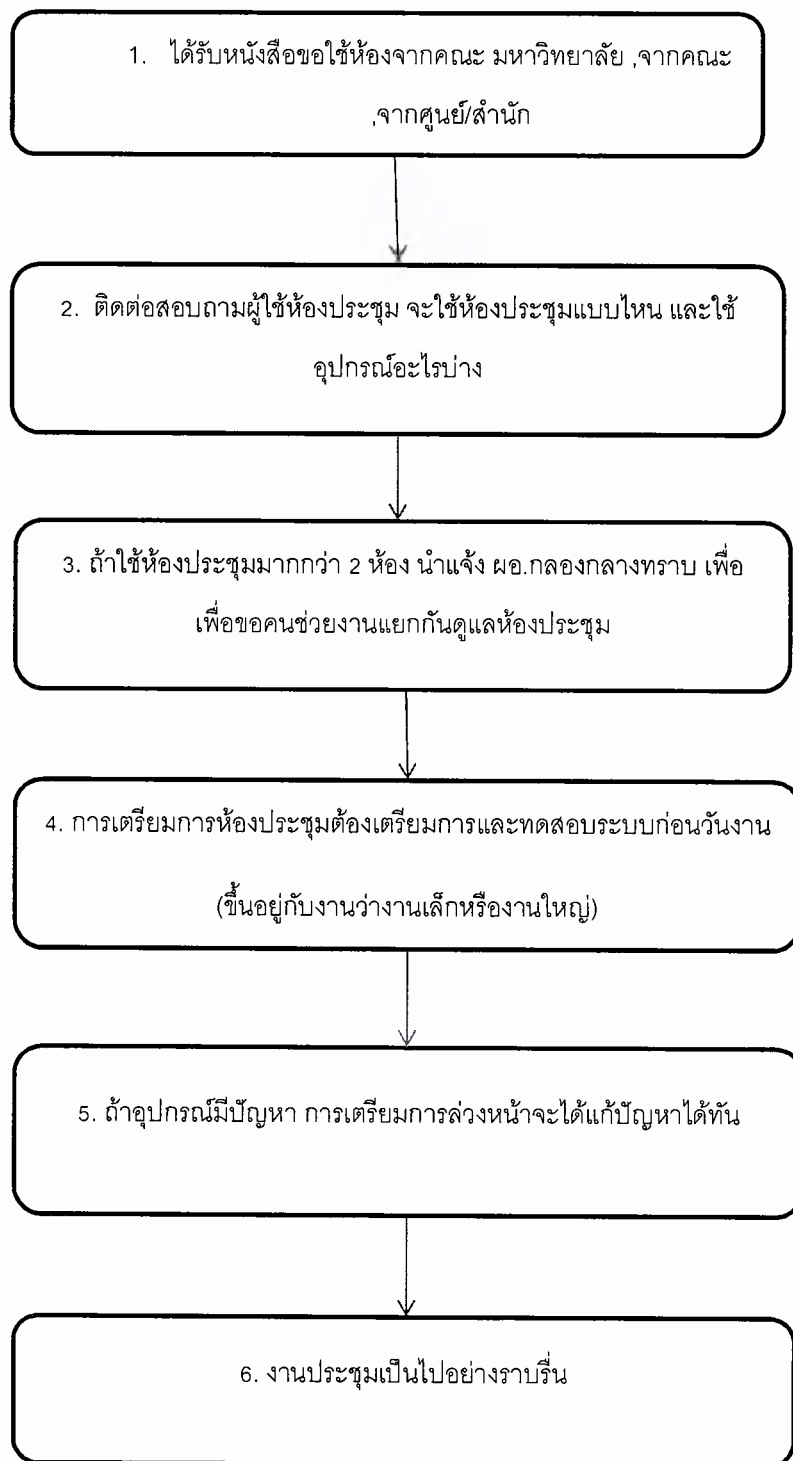 1. ได้รับหนังสือขอใช้ห้องจากคณะ มหาวิทยาลัย ,จากคณะ
,จากศูนย์/สำนัก
2. ติดต่อสอบถามผู้ใช้ห้องประชุม จะใช้ห้องประชุมแบบไหน และใช้
อุปกรณ์อะไรบ่าง
3. ถ้าใช้ห้องประชุมมากกว่า 2 ห้อง นำแจ้ง ผอ.กลองกลางทราบ เพื่อ
เพื่อขอคนช่วยงานแยกกันดูแลห้องประชุม
4. การเตรียมการห้องประชุมต้องเตรียมการและทดสอบระบบก่อนวันงาน
(ขึ้นอยู่กับงานว่างานเล็กหรืองานใหญ่)
5. ถ้าอุปกรณ์มีปัญหา การเตรียมการล่วงหน้าจะได้แก้ปัญหาได้ทัน
6. งานประชุมเป็นไปอย่างราบรื่น